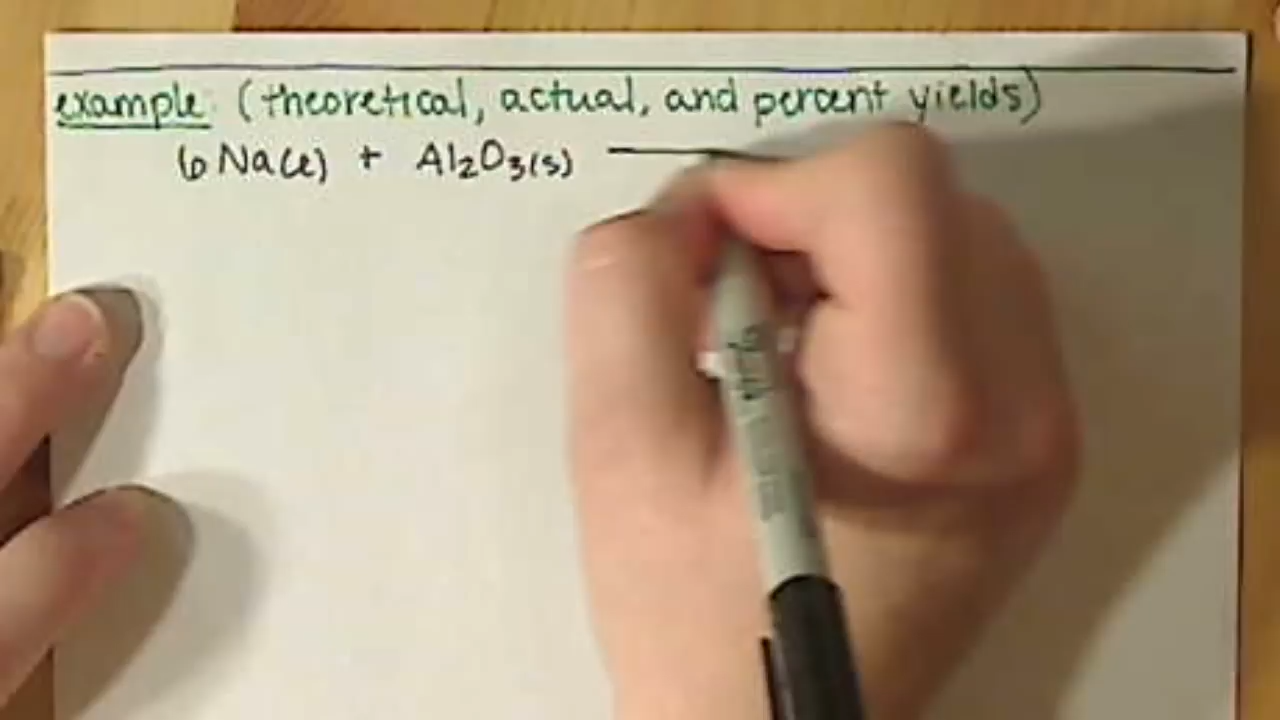 example: (theoretical, actual, and percent yields)
6 Na(l) + Al₂O₃(s)